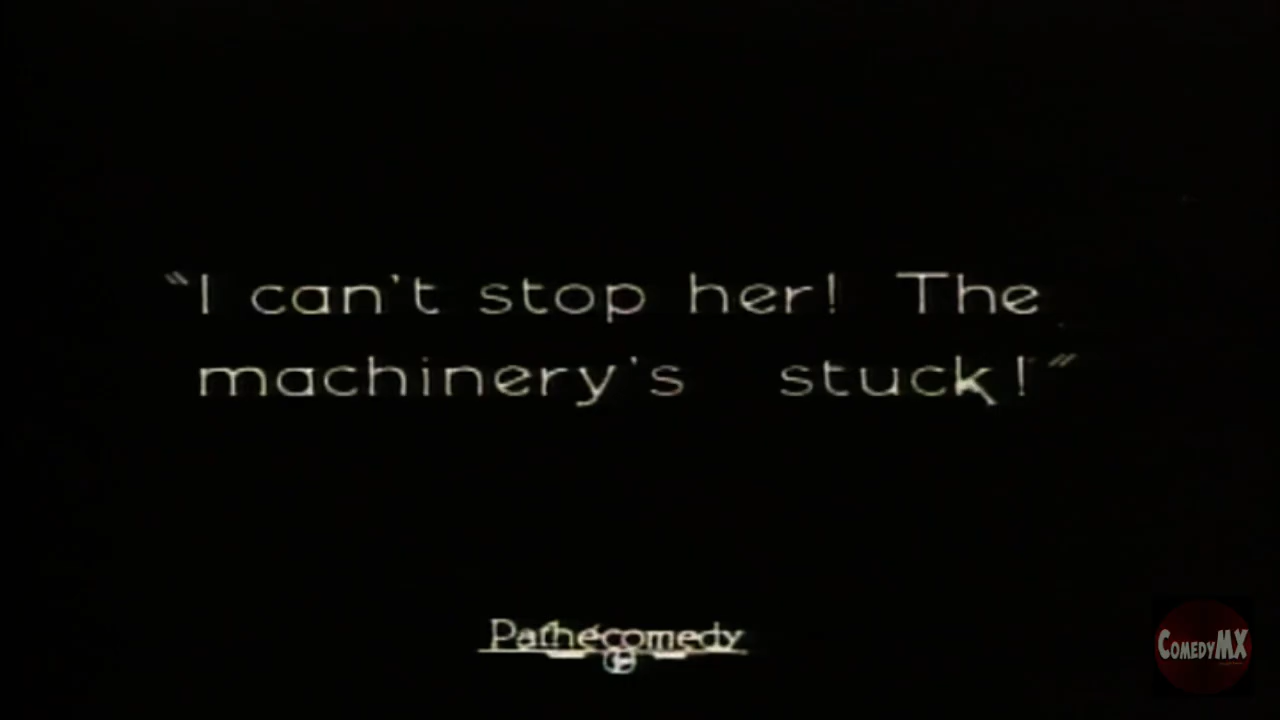 “I can't stop her! The
machinery's stuck!”
Pathécomedy
P
COMEDYMX